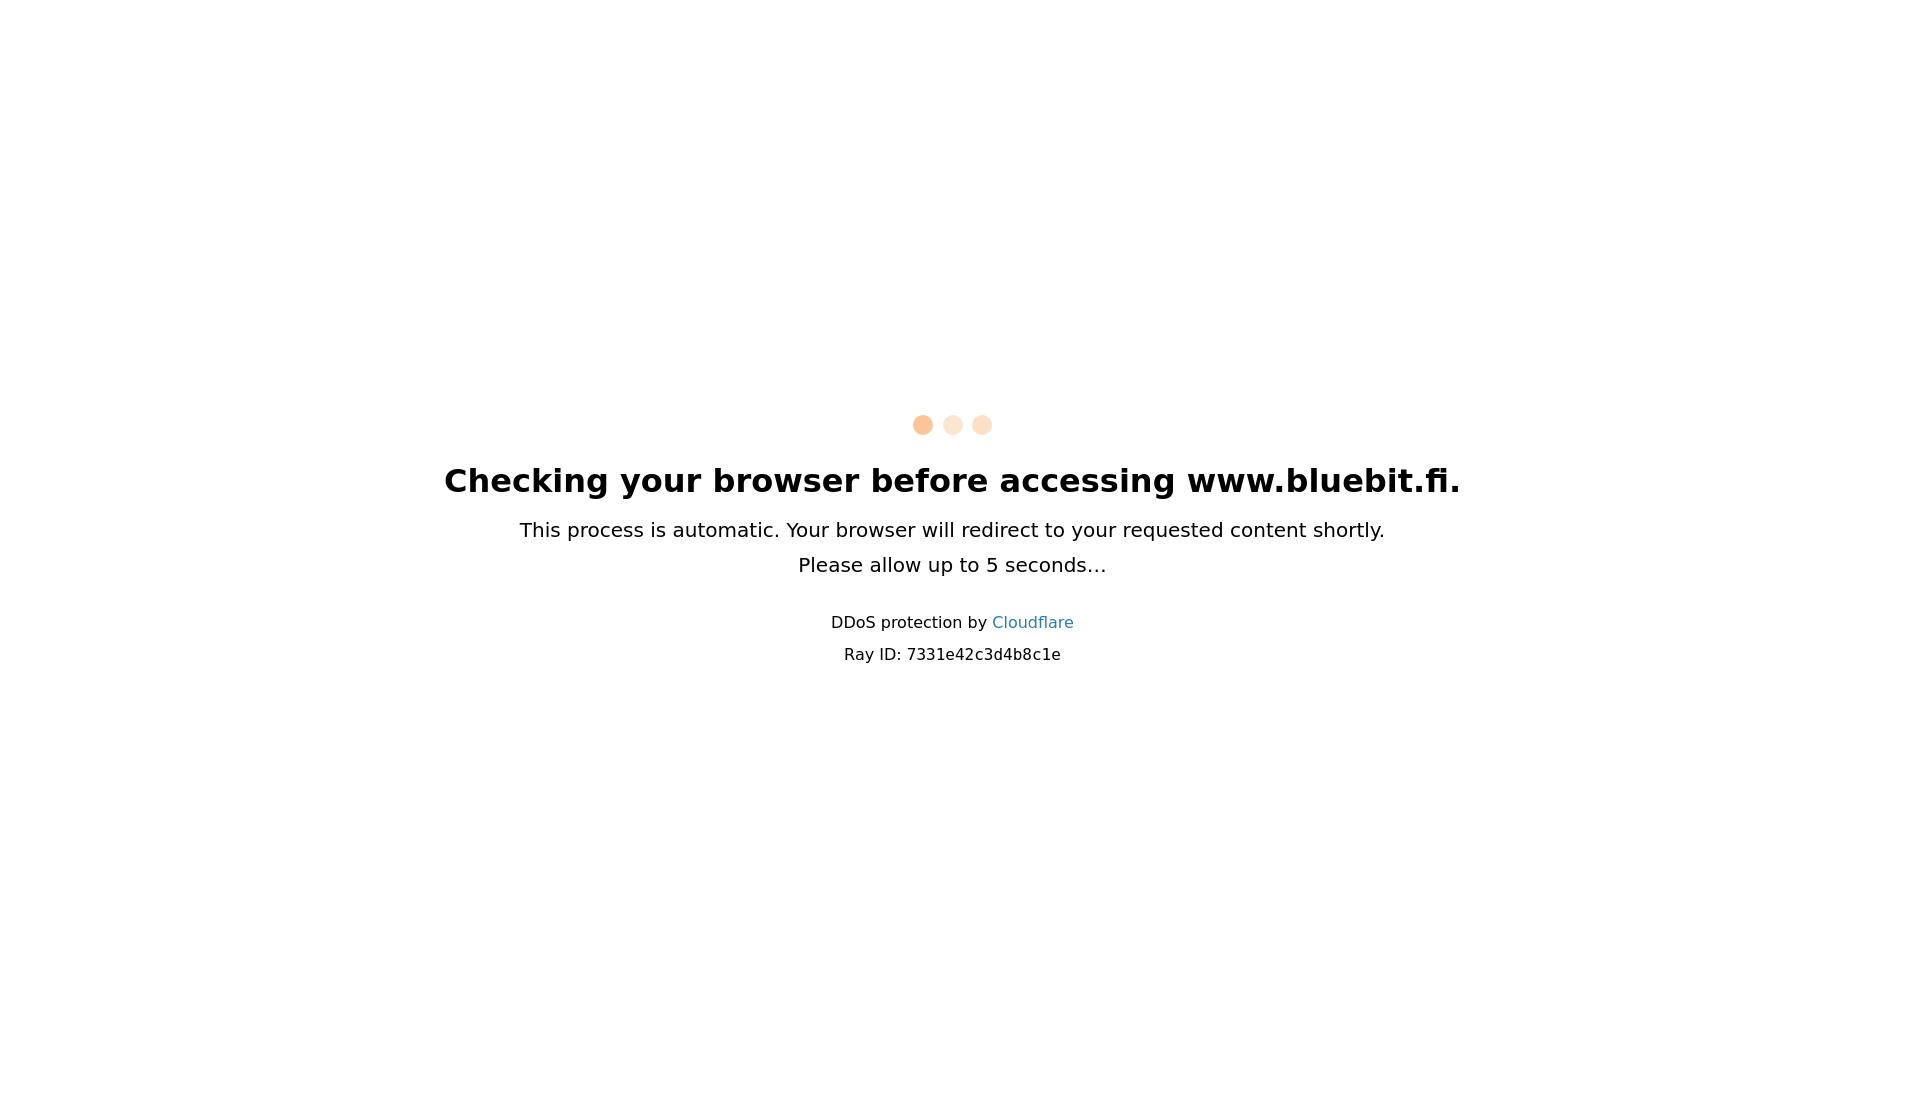 Checking your browser before accessing www.bluebit.fi.
This process is automatic. Your browser will redirect to your requested content shortly.
Please allow up to 5 seconds…
DDoS protection by Cloudflare
Ray ID: 7331e42c3d4b8c1e